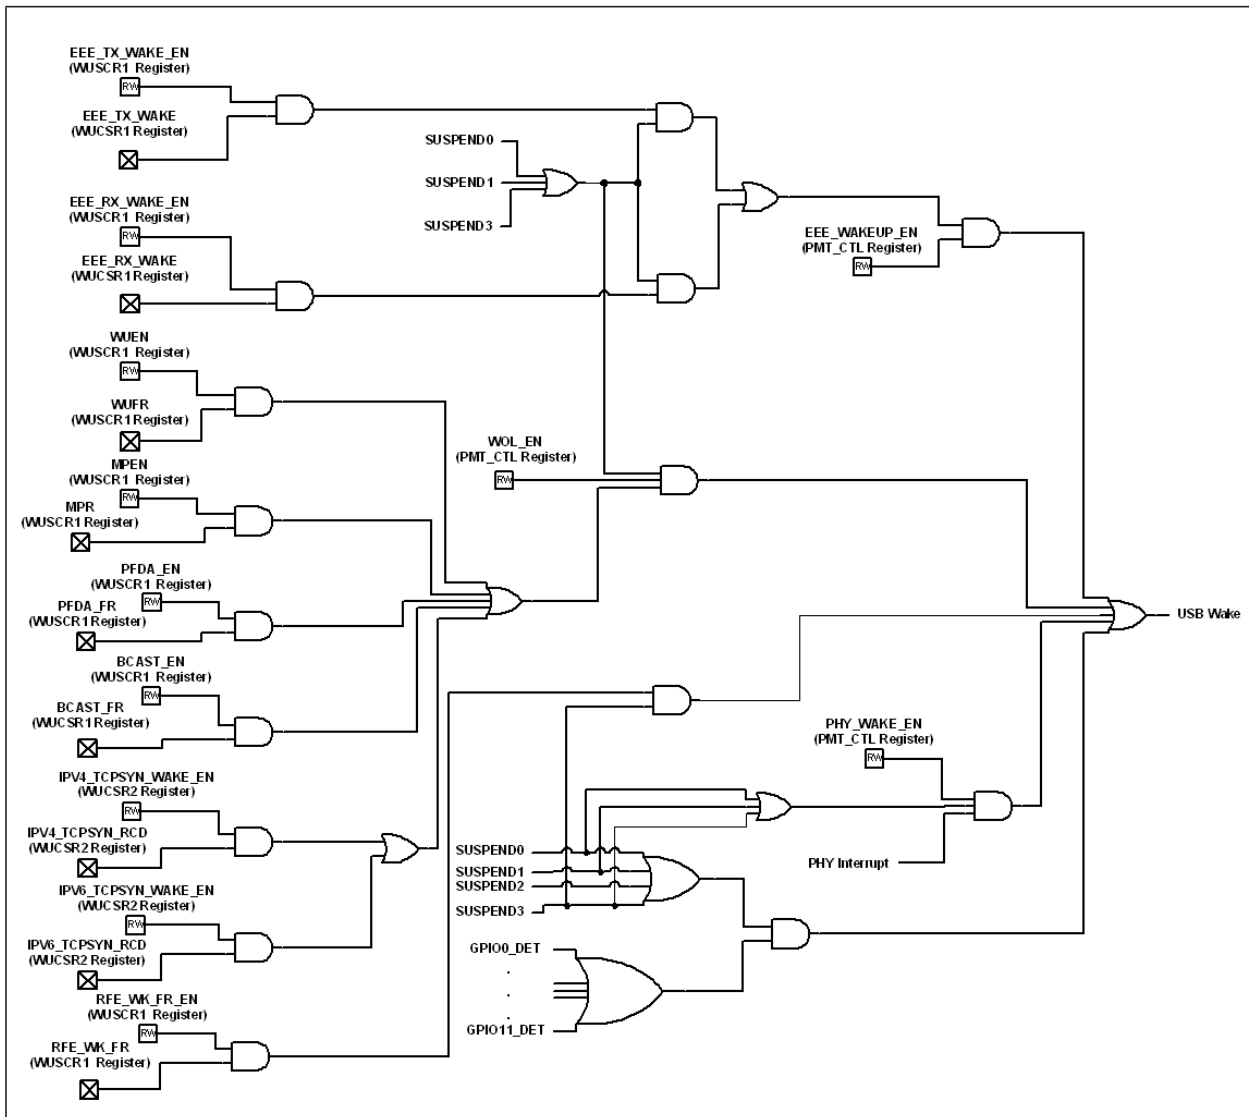 EEE_TX_WAKE_EN
(WUSCR1 Register)
RW
EEE_TX_WAKE
(WUCSR1 Register)
SUSPEND0
SUSPEND1
SUSPEND3
EEE_RX_WAKE_EN
(WUSCR1 Register)
RW
EEE_RX_WAKE
(WUCSR1Register)
EEE_WAKEUP_EN
(PMT_CTL Register)
RW
WUEN
(WUSCR1 Register)
RW
WUFR
(WUSCR1 Register)
WOL_EN
(PMT_CTL Register)
RW
MPEN
(WUSCR1 Register)
RW
MPR
(WUSCR1 Register)
PFDA_EN
(WUSCR1 Register)
RW
PFDA_FR
(WUSCR1 Register)
USB Wake
BCAST_EN
(WUSCR1 Register)
RW
BCAST_FR
(WUCSR1Register)
PHY_WAKE_EN
(PMT_CTL Register)
RW
IPV4_TCPSYN_WAKE_EN
(WUCSR2 Register)
RW
IPV4_TCPSYN_RCD
(WUCSR2 Register)
SUSPEND0
SUSPEND1
SUSPEND2
SUSPEND3
PHY Interrupt
IPV6_TCPSYN_WAKE_EN
(WUCSR2 Register)
RW
IPV6_TCPSYN_RCD
(WUCSR2 Register)
GPIO0_DET
.
.
.
GPIO11_DET
RFE_WK_FR_EN
(WUSCR1 Register)
RW
RFE_WK_FR
(WUSCR1 Register)